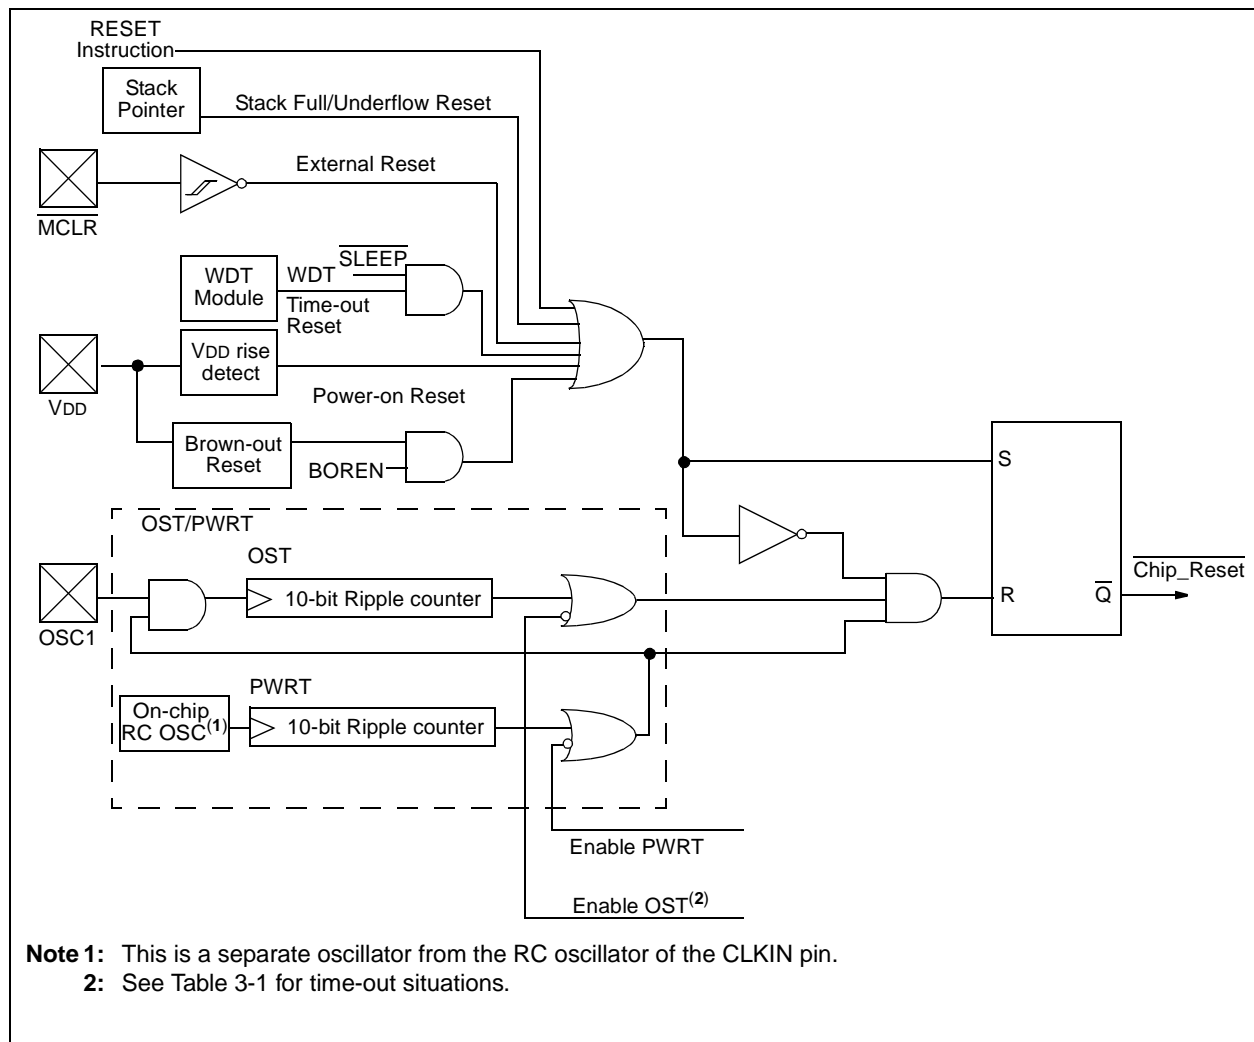 RESET
Instruction
Stack
Pointer
Stack Full/Underflow Reset
External Reset
MCLR
SLEEP
WDT
Module
WDT
Time-out
Reset
VDD rise
detect
VDD
Power-on Reset
Brown-out
Reset
BOREN
S
OST/PWRT
OST
10-bit Ripple counter
OSC1
R
Q
Chip_Reset
PWRT
On-chip
RC OSC(1)
10-bit Ripple counter
Enable PWRT
Enable OST(2)
Note 1: This is a separate oscillator from the RC oscillator of the CLKIN pin.
2: See Table 3-1 for time-out situations.